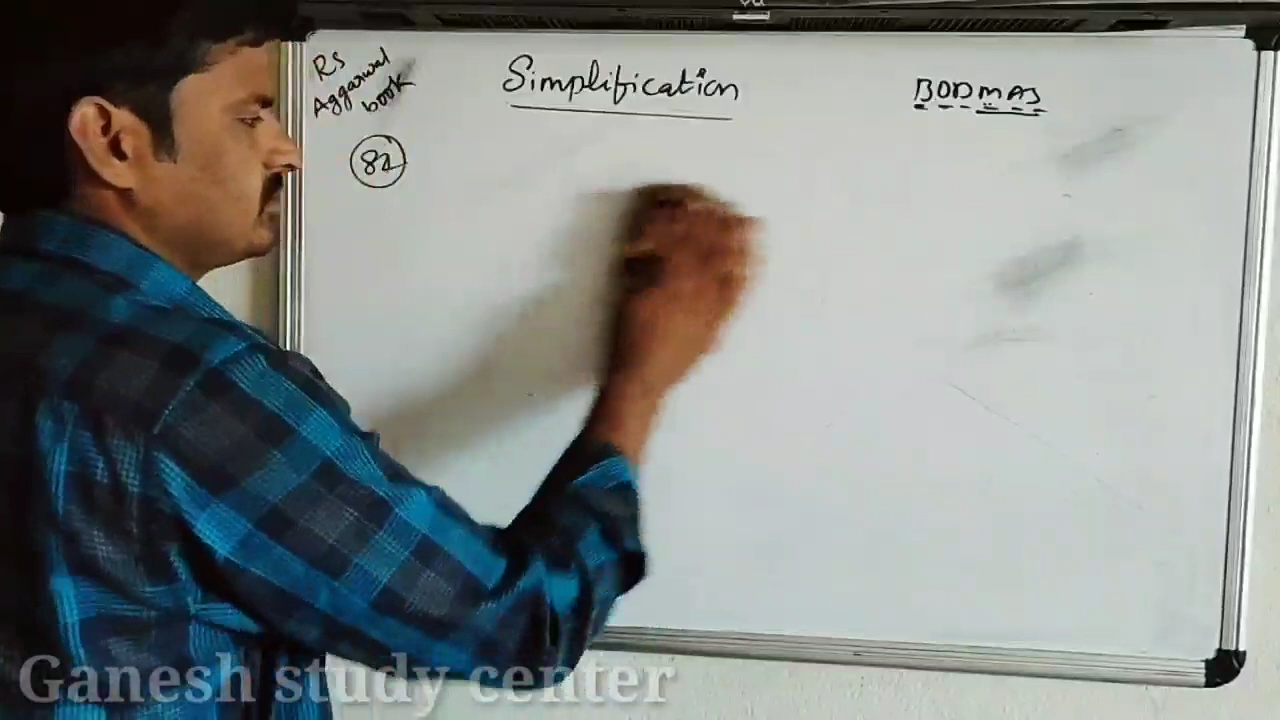 RS
Aggarwal
book
Simplification
BODMAS
82
Ganesh study center